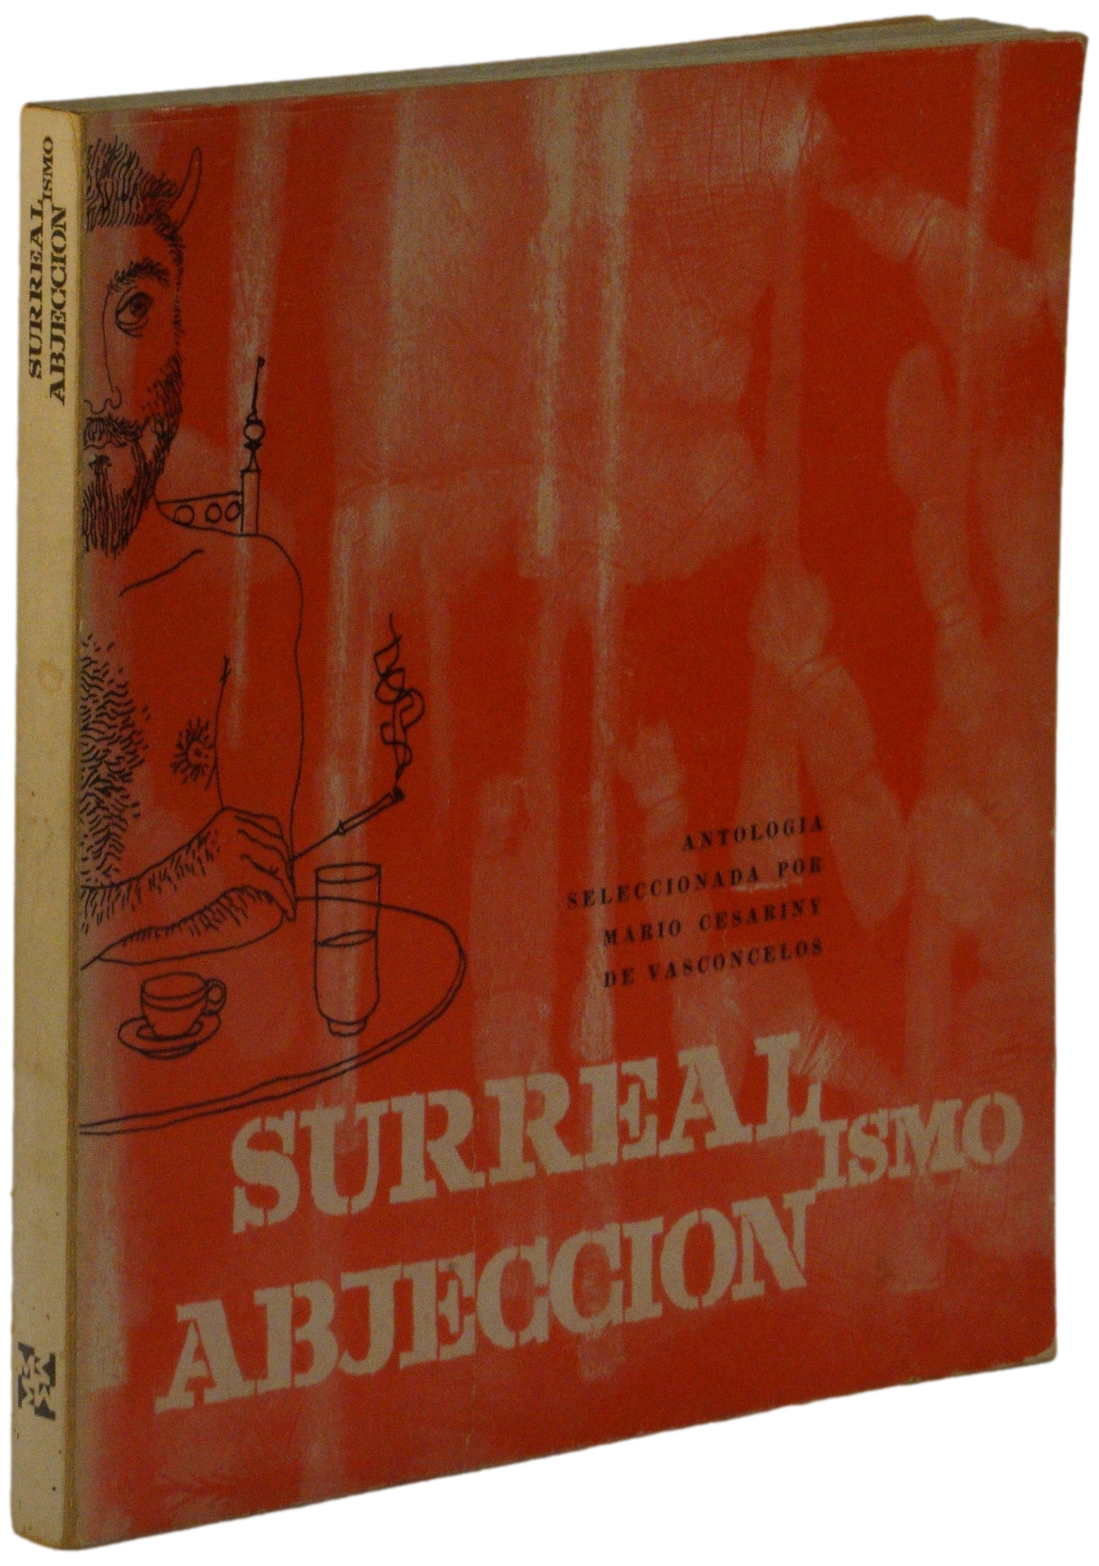 SURREALISMO
ABJECCION
ANTOLOGIA
SELECCIONADA POR
MARIO CESARINY
DE VASCONCELOS
SURREALISMO
ABJECCION